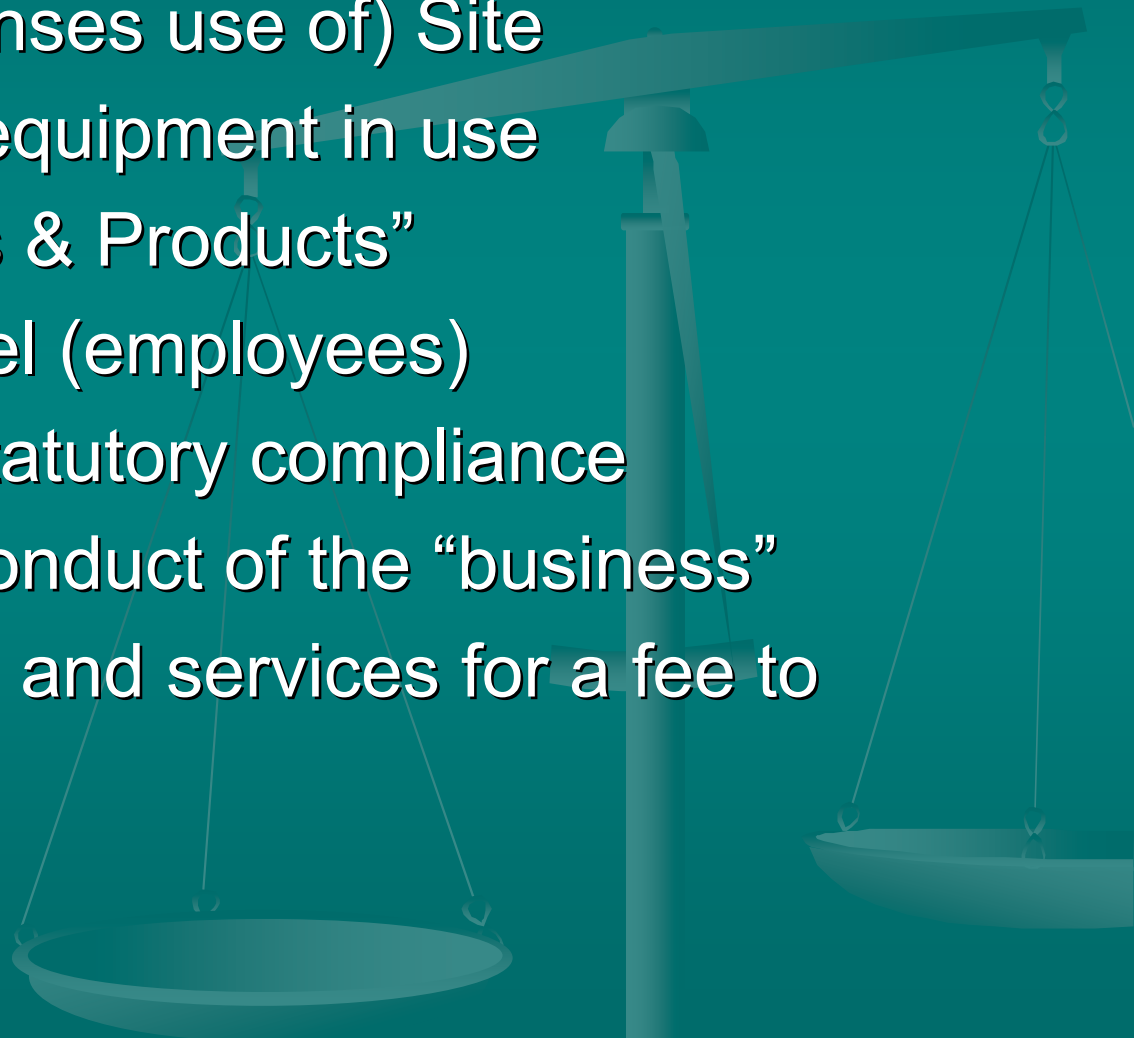 nses use of) Site
equipment in use
s & Products”
el (employees)
tatutory compliance
onduct of the “business”
and services for a fee to